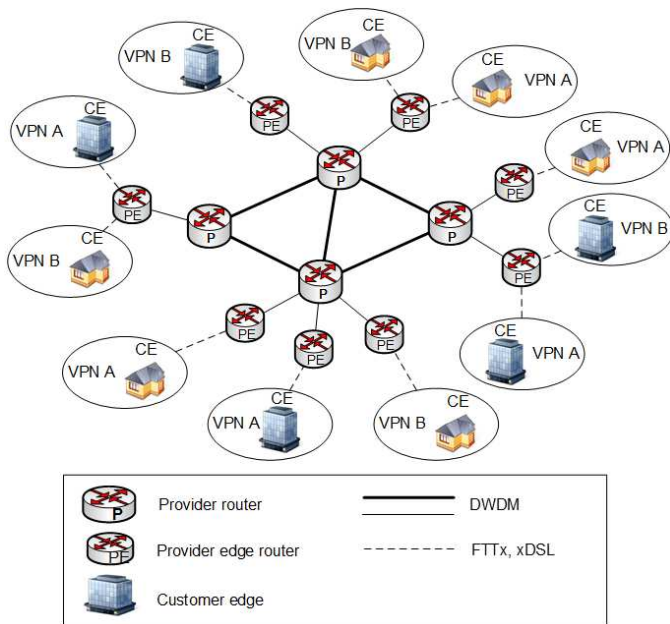 CE
VPN B
CE
VPN B
CE
VPN A
CE
VPN A
CE
VPN A
CE
VPN B
CE
VPN B
CE
VPN A
CE
VPN A
CE
VPN A
CE
VPN B
PE
PE
PE
PE
PE
PE
PE
PE
P
P
P
P
P
Provider router
DWDM
PE
Provider edge router
FTTx, xDSL
Customer edge